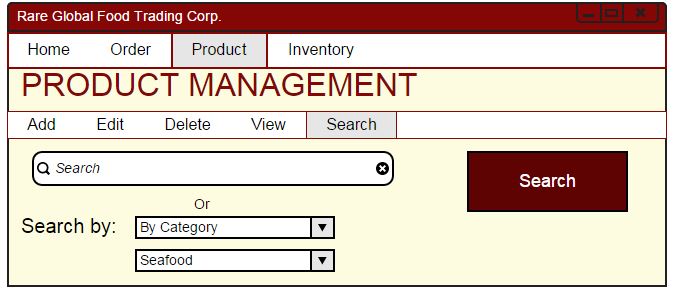 Rare Global Food Trading Corp.
Home Order Product Inventory
PRODUCT MANAGEMENT
Add Edit Delete View Search
Search
Search
Or
Search by: By Category
Seafood